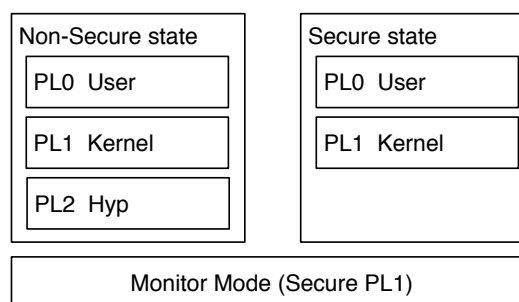 Non-Secure state
PL0 User
PL1 Kernel
PL2 Hyp
Secure state
PL0 User
PL1 Kernel
Monitor Mode (Secure PL1)